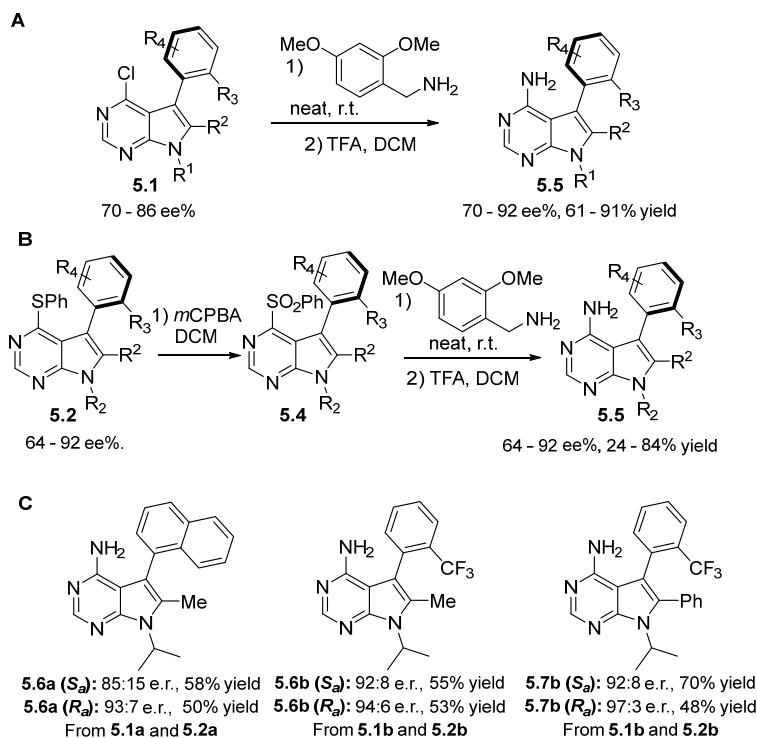 A
R4
Cl
R3
N
R2
N
N
R1
5.1
70 - 86 ee%
MeO
OMe
1)
NH2
neat, r.t.
2) TFA, DCM
R4
NH2
R3
N
R2
N
N
R1
5.5
70 - 92 ee%, 61 - 91% yield
B
R4
SPh
R3
N
R2
N
N
R2
5.2
64 - 92 ee%.
1) mCPBA
DCM
R4
SO2Ph
R3
N
R2
N
N
R2
5.4
MeO
OMe
1)
NH2
neat, r.t.
2) TFA, DCM
R4
NH2
R3
N
R2
N
N
R2
5.5
64 - 92 ee%, 24 - 84% yield
C
NH2
N
Me
N
N
5.6a (Sa): 85:15 e.r., 58% yield
5.6a (Ra): 93:7 e.r., 50% yield
From 5.1a and 5.2a
NH2
CF3
N
Me
N
N
5.6b (Sa): 92:8 e.r., 55% yield
5.6b (Ra): 94:6 e.r., 53% yield
From 5.1b and 5.2b
NH2
CF3
N
Ph
N
N
5.7b (Sa): 92:8 e.r., 70% yield
5.7b (Ra): 97:3 e.r., 48% yield
From 5.1b and 5.2b